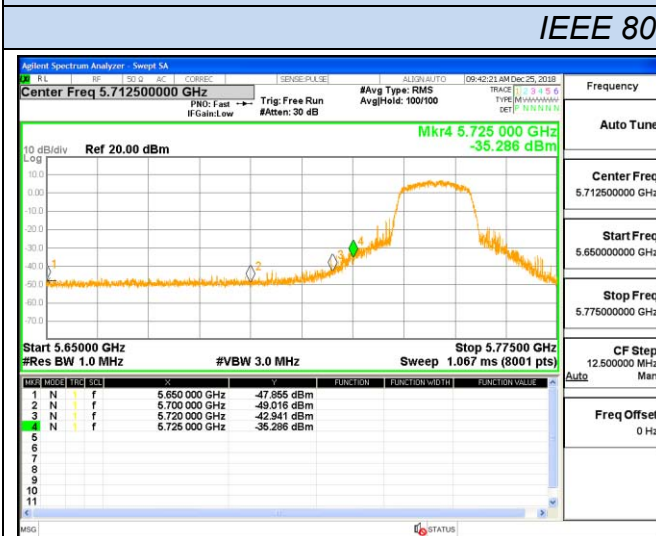 IEEE 80
Agilent Spectrum Analyzer - Swept SA
RL RF 50 Ω AC CORREC SENSE:PULSE ALIGNAUTO 09:42:21 AM Dec 25, 2018
Center Freq 5.712500000 GHz
PNO: Fast
IFGain:Low
Trig: Free Run
#Atten: 30 dB
#Avg Type: RMS
Avg|Hold: 100/100
TRACE 1 2 3 4 5 6
TYPE MWWWWW
DET P N N N N N
Mkr4 5.725 000 GHz
-35.286 dBm
10 dB/div Ref 20.00 dBm
Log
10.0
0.00
-10.0
-20.0
-30.0
-40.0
-50.0
-60.0
-70.0
1
2
3
4
Start 5.65000 GHz Stop 5.77500 GHz
#Res BW 1.0 MHz #VBW 3.0 MHz Sweep 1.067 ms (8001 pts)
MKR MODE TRC SCL X Y FUNCTION FUNCTION WIDTH FUNCTION VALUE
1 N 1 f 5.650 000 GHz -47.855 dBm
2 N 1 f 5.700 000 GHz -49.016 dBm
3 N 1 f 5.720 000 GHz -42.941 dBm
4 N 1 f 5.725 000 GHz -35.286 dBm
5
6
7
8
9
10
11
MSG STATUS
Frequency
Auto Tune
Center Freq
5.712500000 GHz
Start Freq
5.650000000 GHz
Stop Freq
5.775000000 GHz
CF Step
12.500000 MHz
Auto Man
Freq Offset
0 Hz